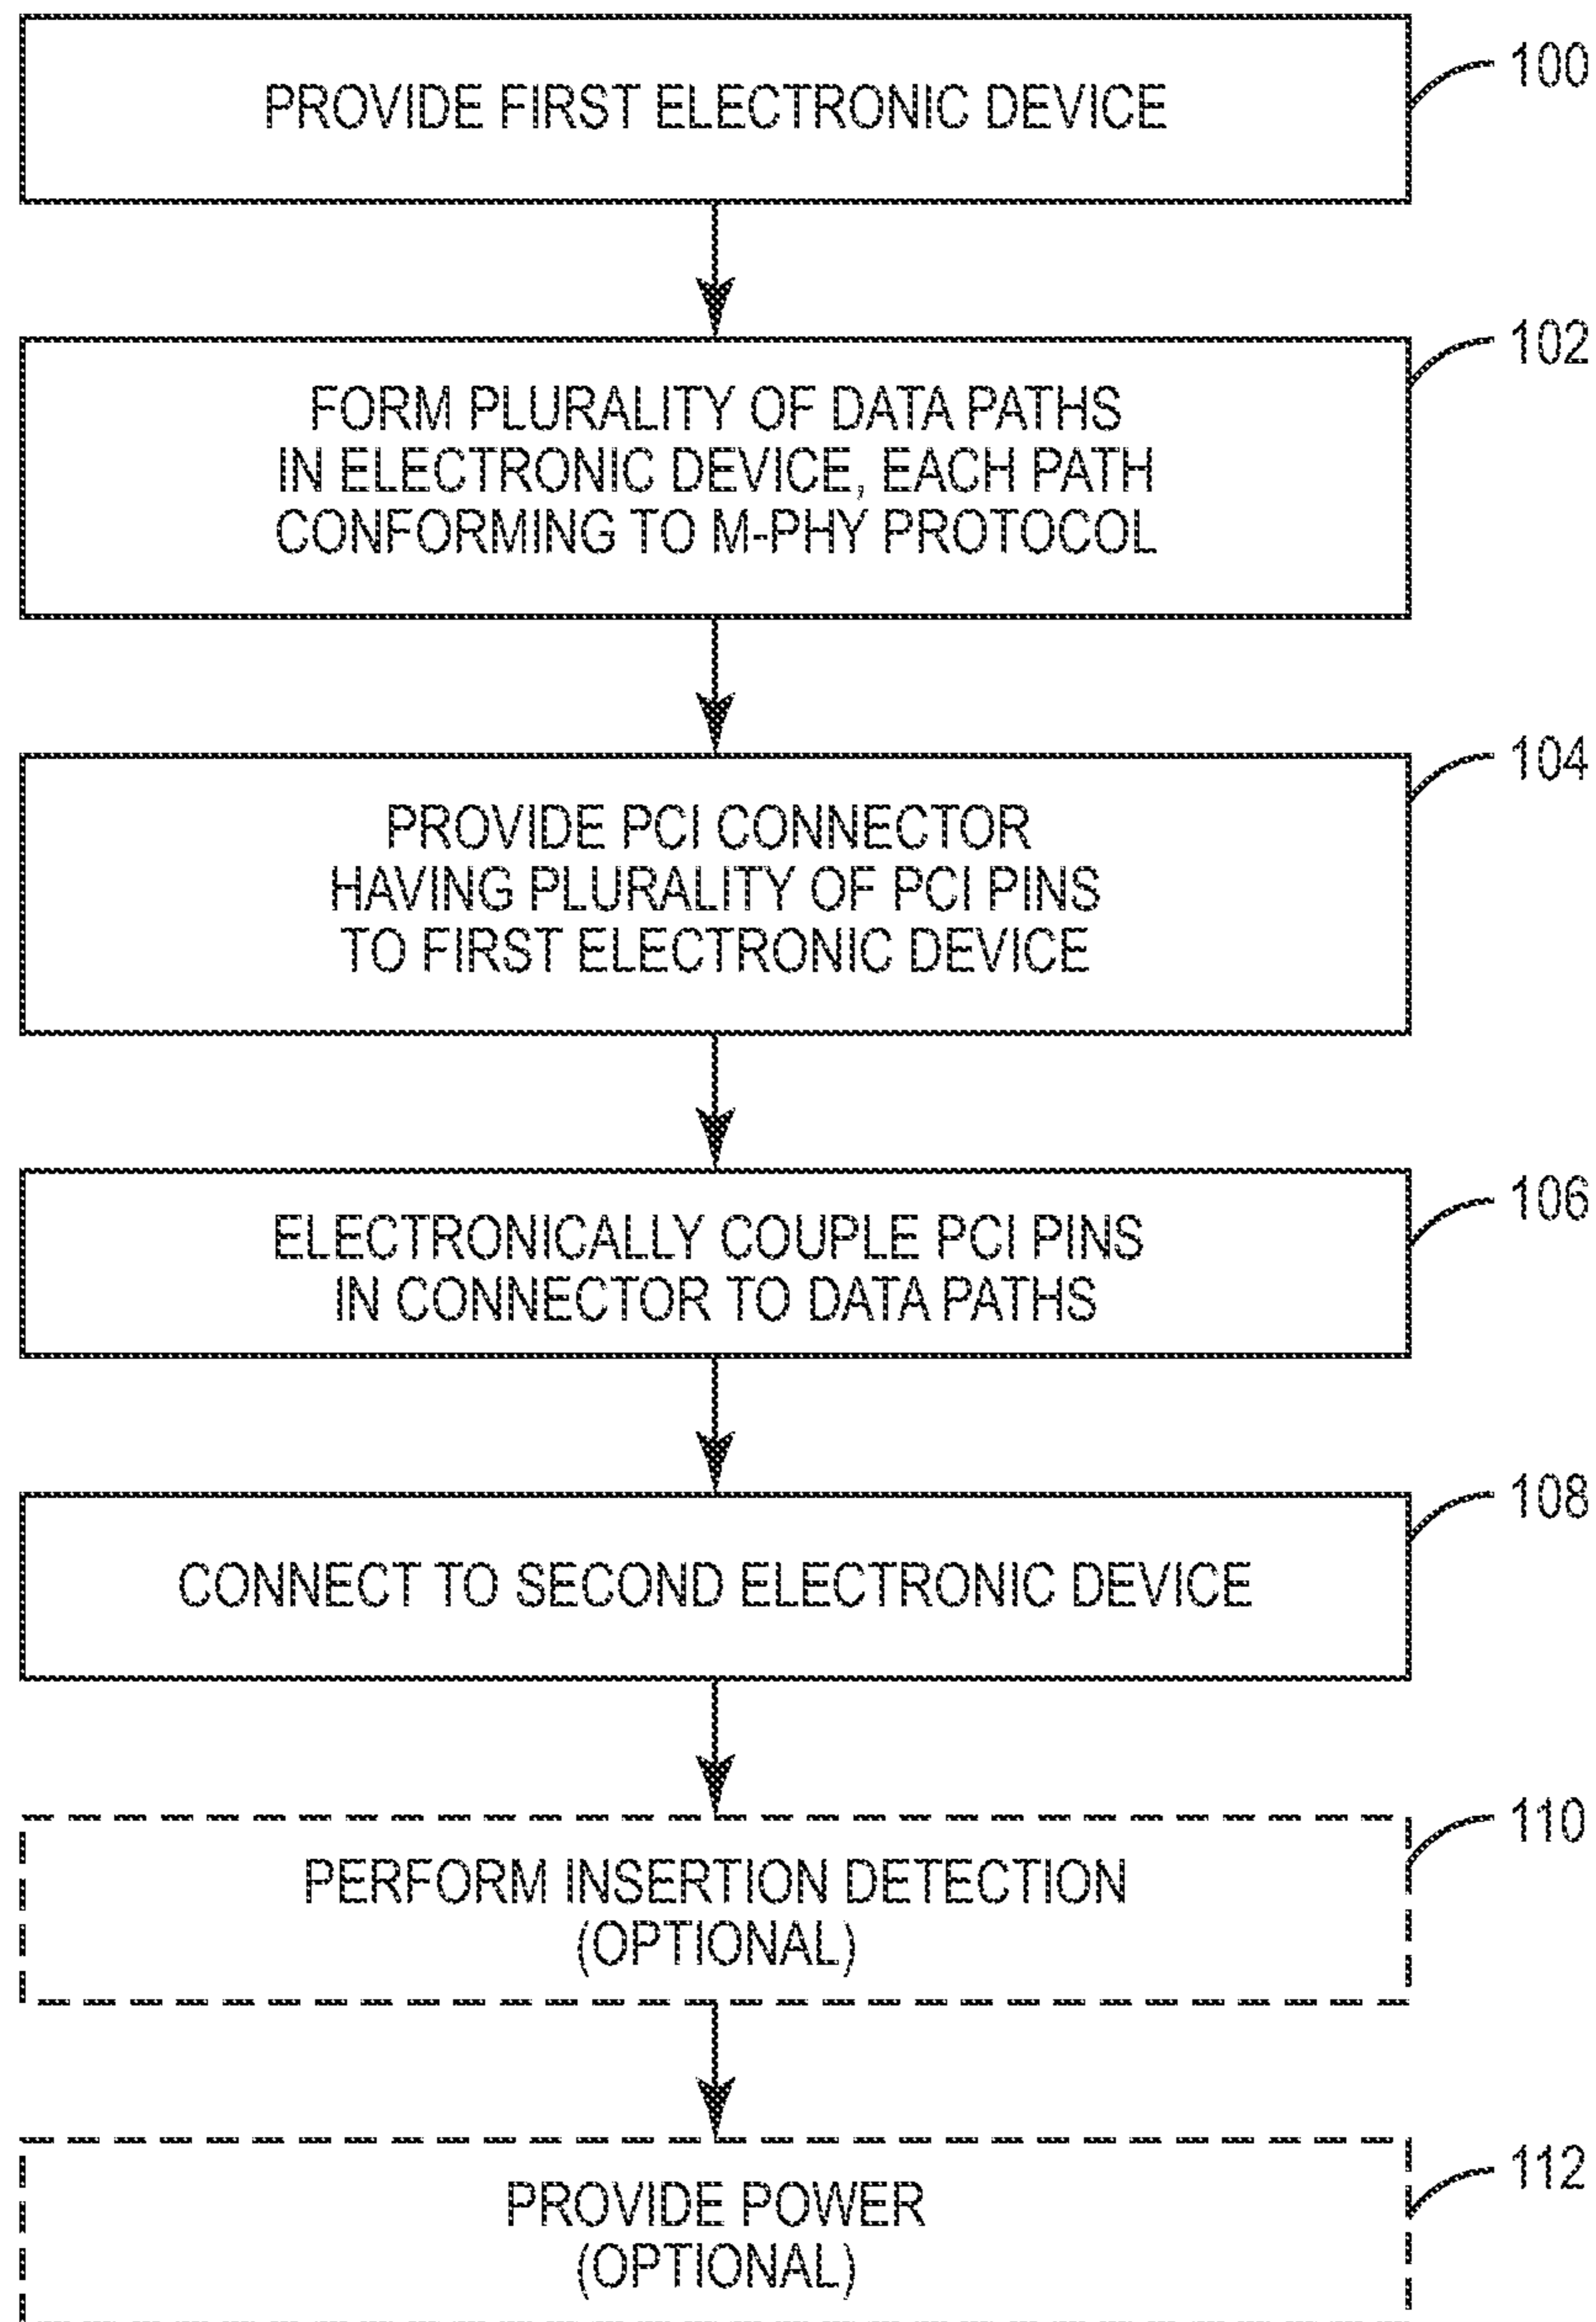 PROVIDE FIRST ELECTRONIC DEVICE
100
FORM PLURALITY OF DATA PATHS
IN ELECTRONIC DEVICE, EACH PATH
CONFORMING TO M-PHY PROTOCOL
102
PROVIDE PCI CONNECTOR
HAVING PLURALITY OF PCI PINS
TO FIRST ELECTRONIC DEVICE
104
ELECTRONICALLY COUPLE PCI PINS
IN CONNECTOR TO DATA PATHS
106
CONNECT TO SECOND ELECTRONIC DEVICE
108
PERFORM INSERTION DETECTION
(OPTIONAL)
110
PROVIDE POWER
(OPTIONAL)
112